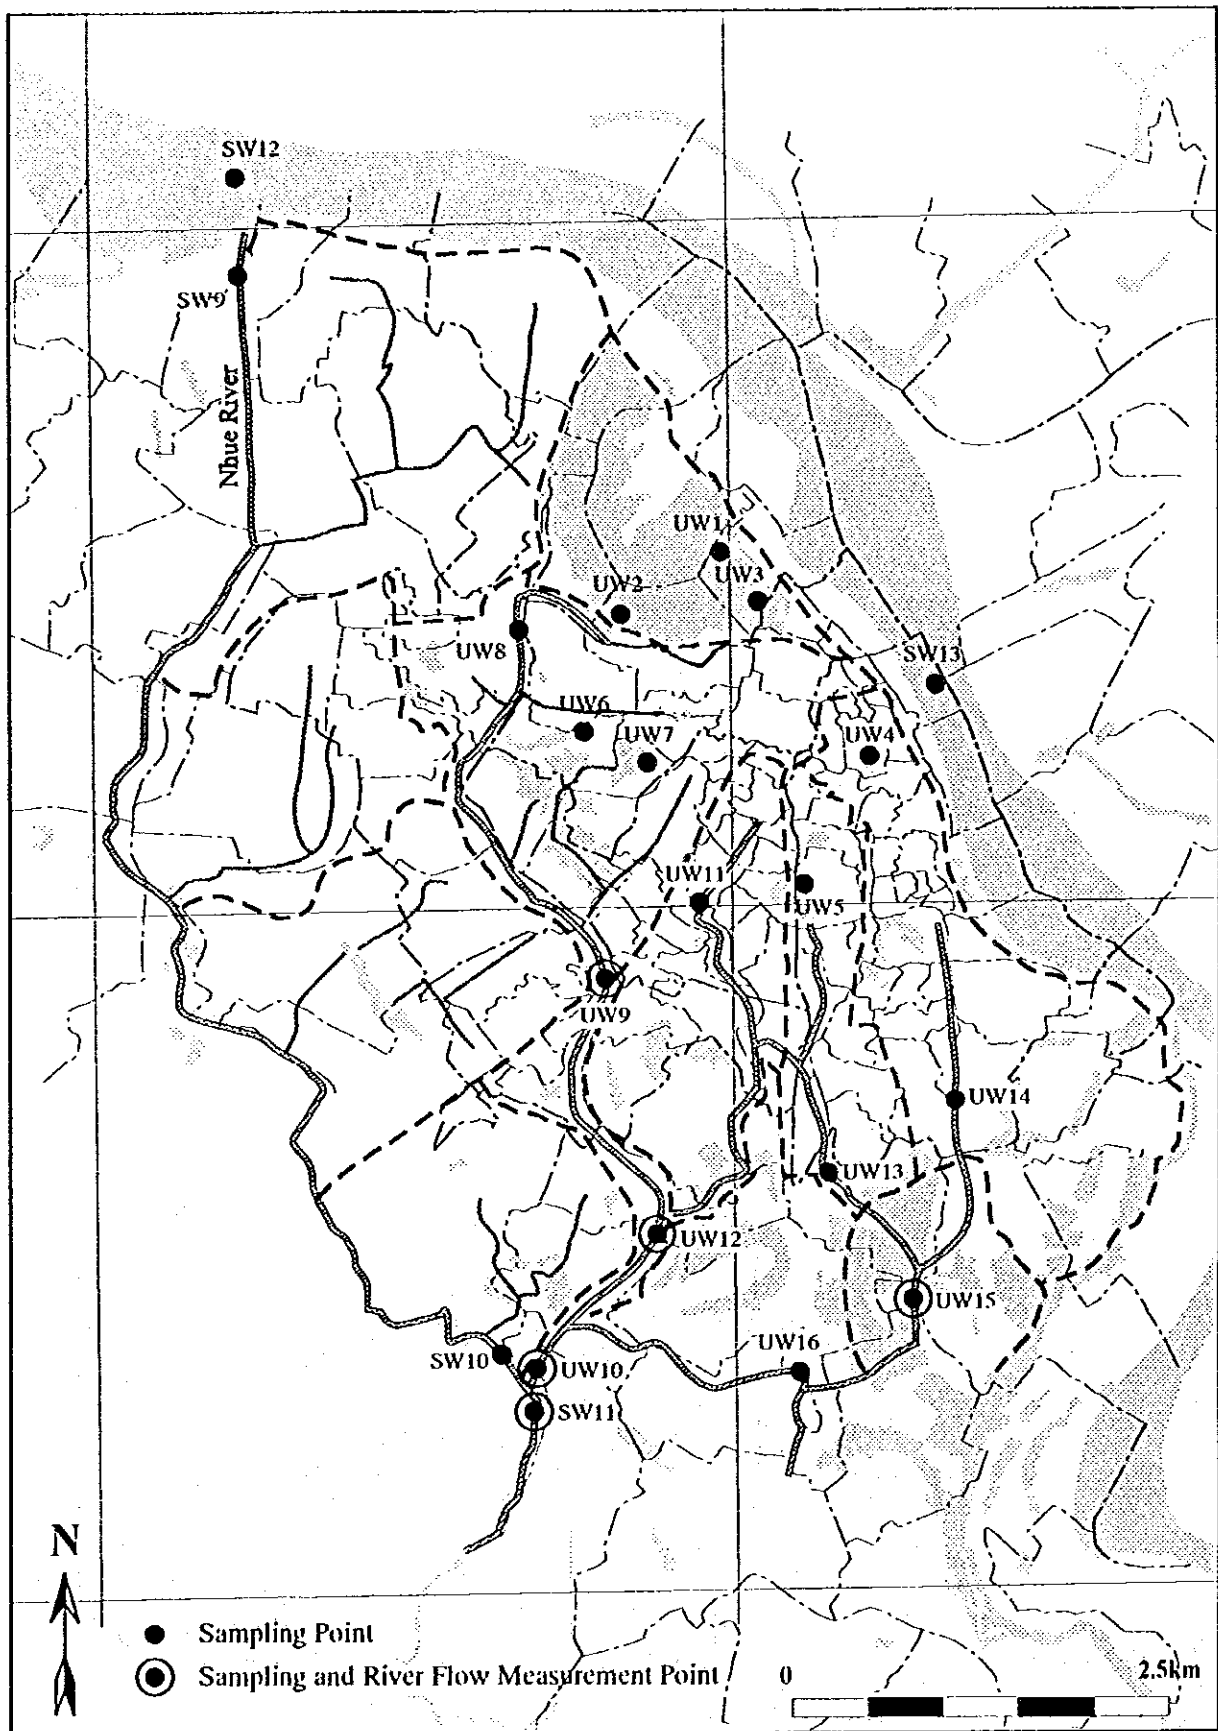 SW12
SW9
Nhue River
UW1
UW3
UW2
UW8
SW13
UW6
UW7
UW4
UW11
UW5
UW9
UW14
UW13
UW12
UW15
UW16
SW10
UW10
SW11
N
Sampling Point
Sampling and River Flow Measurement Point
0
2.5km